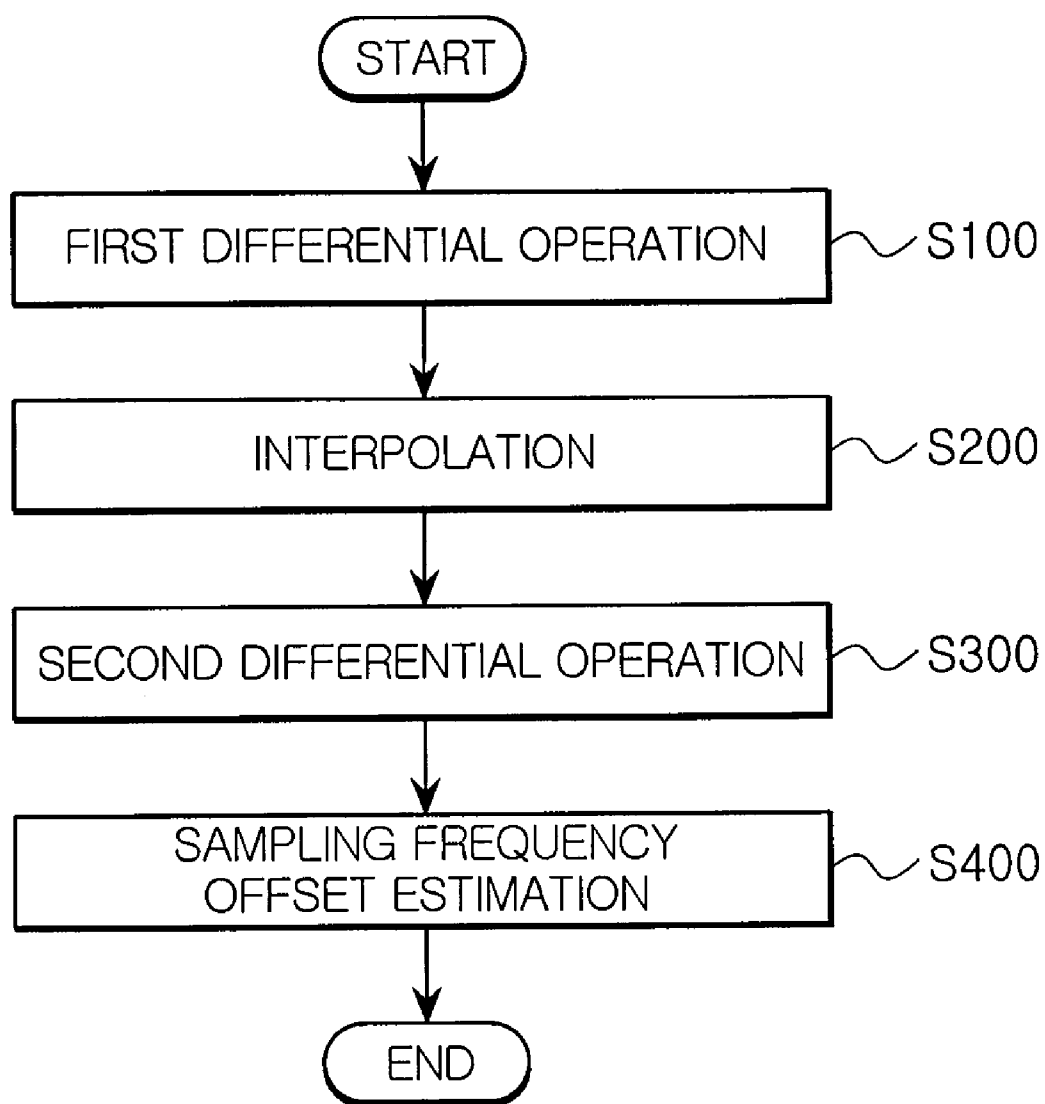 START
FIRST DIFFERENTIAL OPERATION
S100
INTERPOLATION
S200
SECOND DIFFERENTIAL OPERATION
S300
SAMPLING FREQUENCY
OFFSET ESTIMATION
S400
END